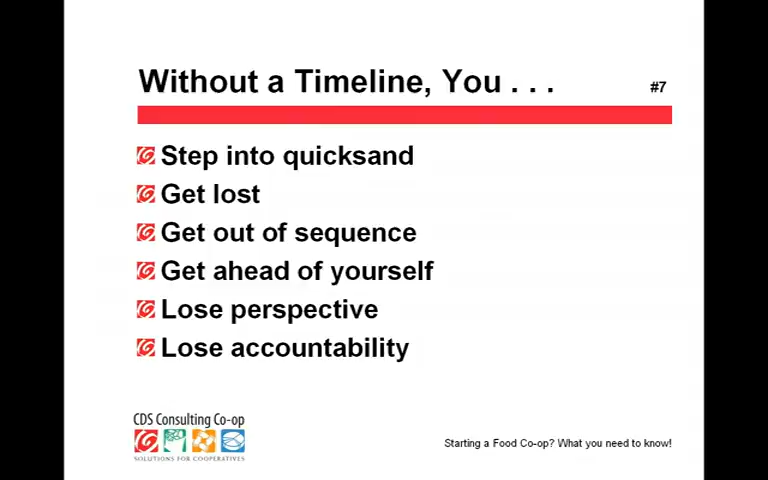 Without a Timeline, You . . .
#7
Step into quicksand
Get lost
Get out of sequence
Get ahead of yourself
Lose perspective
Lose accountability
CDS Consulting Co-op
SOLUTIONS FOR COOPERATIVES
Starting a Food Co-op? What you need to know!